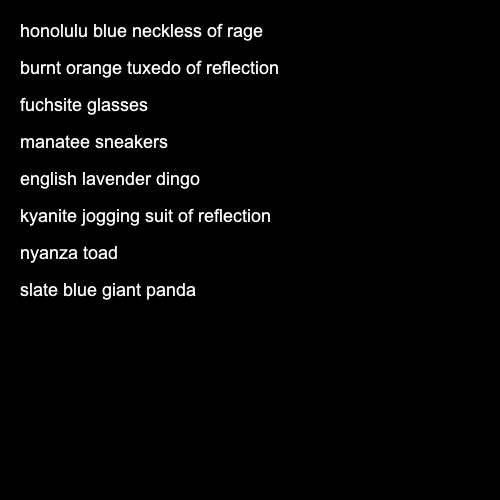 honolulu blue neckless of rage
burnt orange tuxedo of reflection
fuchsite glasses
manatee sneakers
english lavender dingo
kyanite jogging suit of reflection
nyanza toad
slate blue giant panda